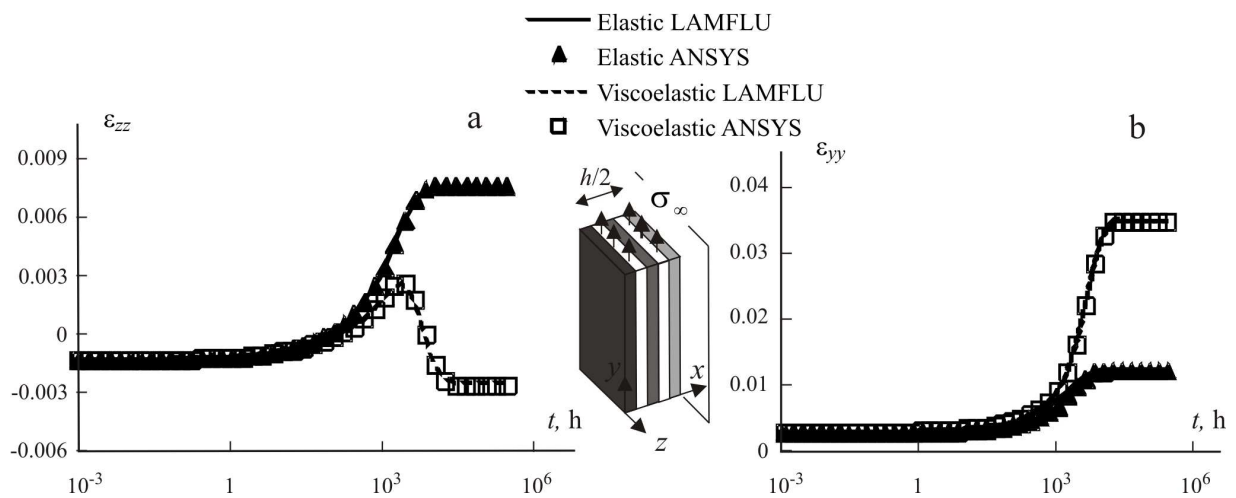 Elastic LAMFLU
Elastic ANSYS
Viscoelastic LAMFLU
Viscoelastic ANSYS
a
ε_zz
0.009
0.006
0.003
0
-0.003
-0.006
t, h
10^-3
1
10^3
10^6
h/2
σ_∞
y
x
z
b
ε_yy
0.04
0.03
0.02
0.01
0
t, h
10^-3
1
10^3
10^6